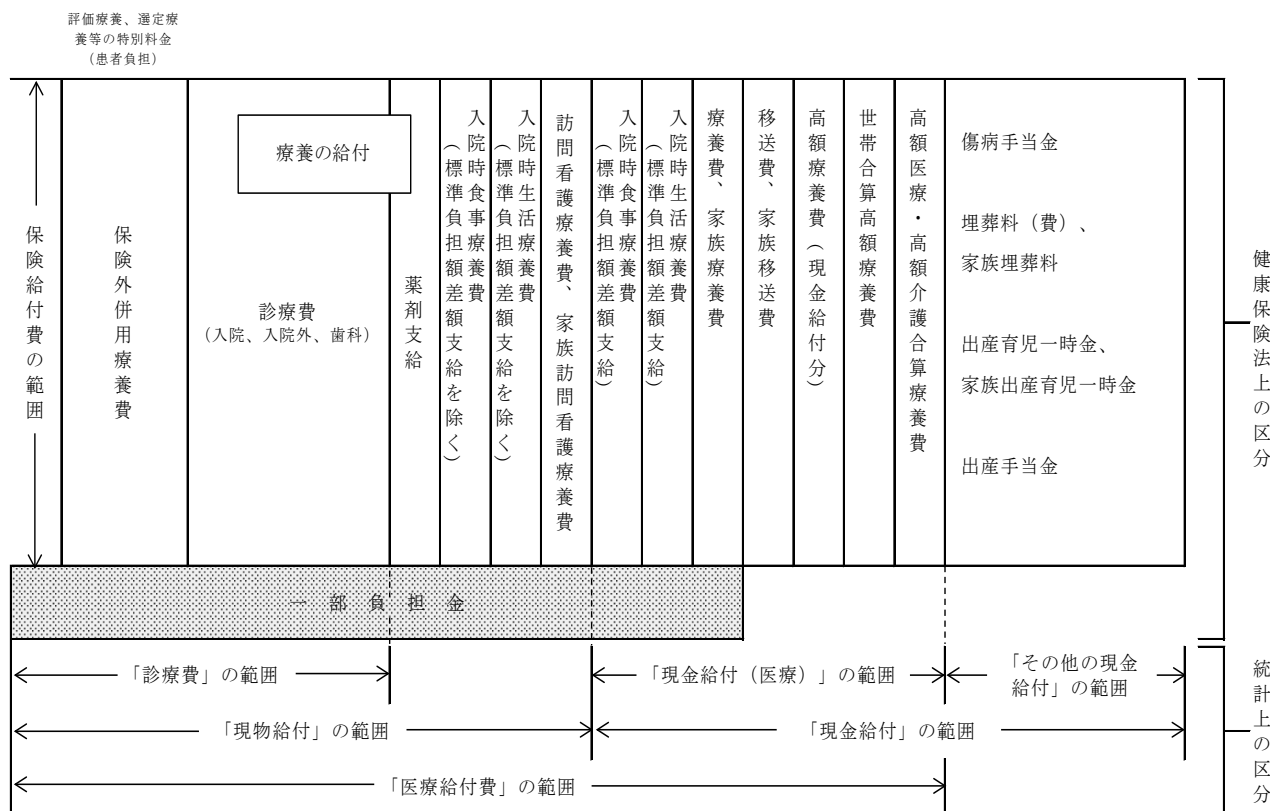 評価療養、選定療
養等の特別料金
（患者負担）
保険給付費の範囲
保険外併用療養費
療養の給付
診療費
（入院、入院外、歯科）
薬剤支給
入院時食事療養費
（標準負担額差額支給を除く）
入院時生活療養費
（標準負担額差額支給を除く）
訪問看護療養費、家族訪問看護療養費
入院時食事療養費
（標準負担額差額支給）
入院時生活療養費
（標準負担額差額支給）
療養費、家族療養費
移送費、家族移送費
高額療養費（現金給付分）
世帯合算高額療養費
高額医療・高額介護合算療養費
傷病手当金
埋葬料（費）、
家族埋葬料
出産育児一時金、
家族出産育児一時金
出産手当金
健康保険法上の区分
一部負担金
「診療費」の範囲
「現金給付（医療）」の範囲
「その他の現金
給付」の範囲
「現物給付」の範囲
「現金給付」の範囲
「医療給付費」の範囲
統計上の区分